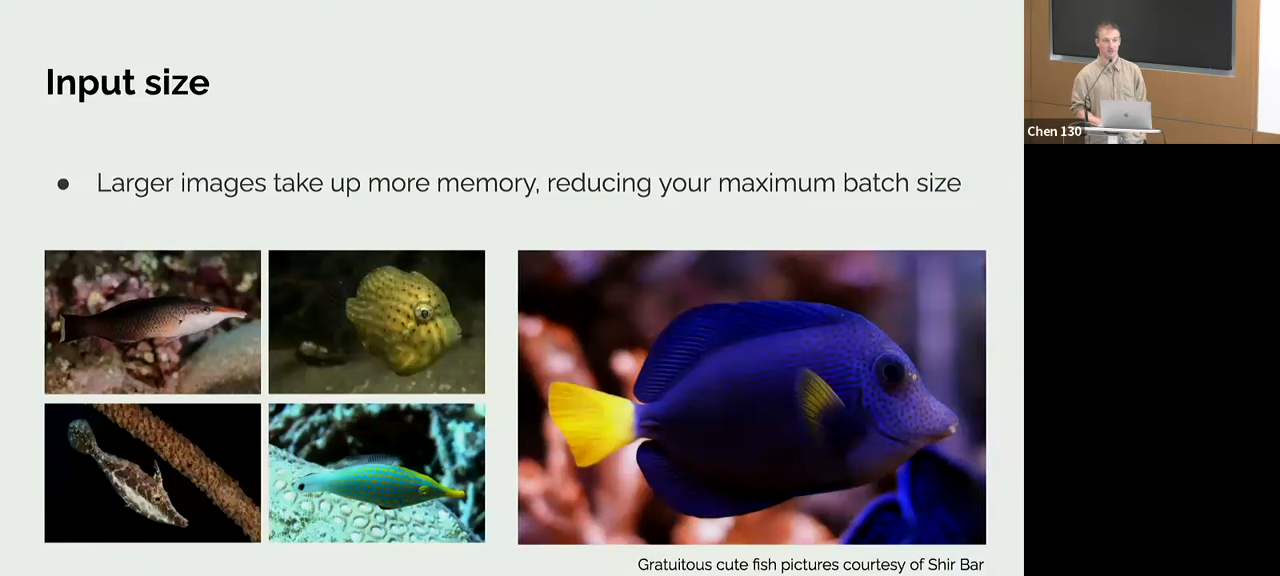 Input size
● Larger images take up more memory, reducing your maximum batch size
Gratuitous cute fish pictures courtesy of Shir Bar
Chen 130